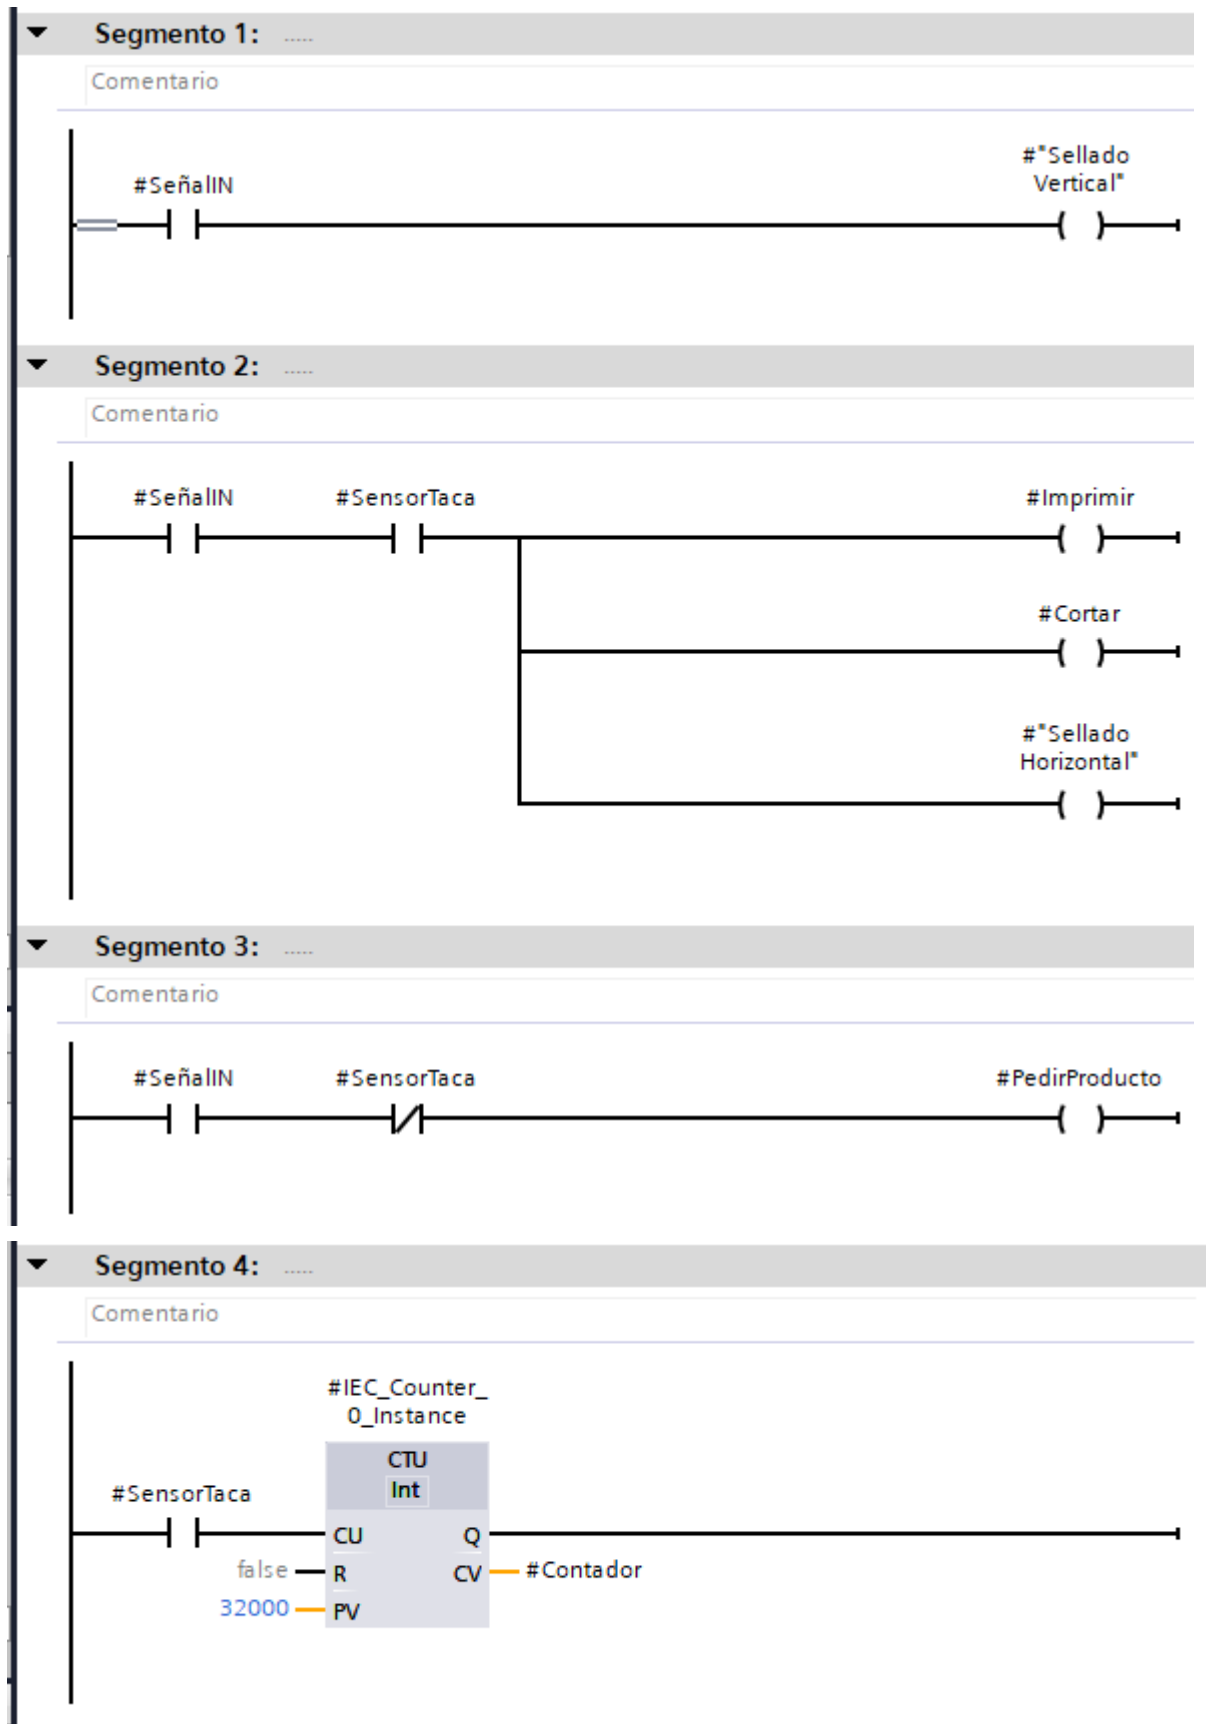 Segmento 1: .....
Comentario
#"Sellado
Vertical"
#SeñalIN
Segmento 2: .....
Comentario
#SeñalIN #SensorTaca #Imprimir
#Cortar
#"Sellado
Horizontal"
Segmento 3: .....
Comentario
#SeñalIN #SensorTaca #PedirProducto
Segmento 4: .....
Comentario
#IEC_Counter_
0_Instance
CTU
Int
#SensorTaca
CU Q
false R CV #Contador
32000 PV